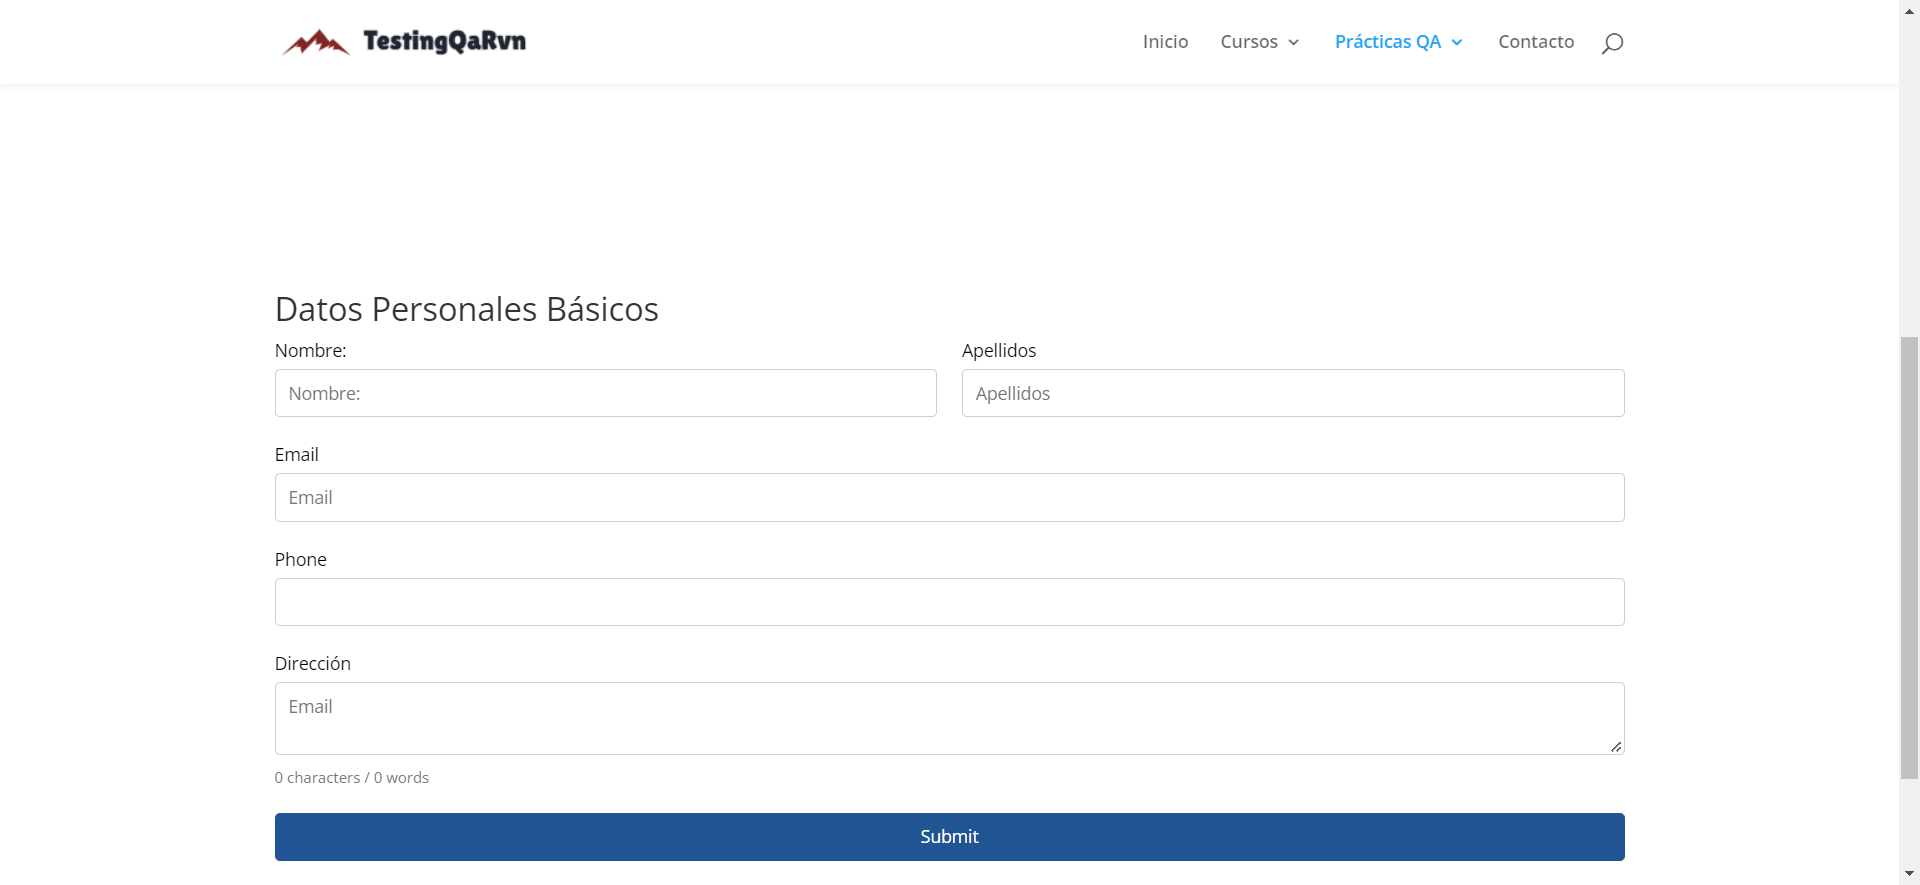 TestingQaRvn
Inicio Cursos Prácticas QA Contacto
Datos Personales Básicos
Nombre: Apellidos
Nombre: Apellidos
Email
Email
Phone
Dirección
Email
0 characters / 0 words
Submit